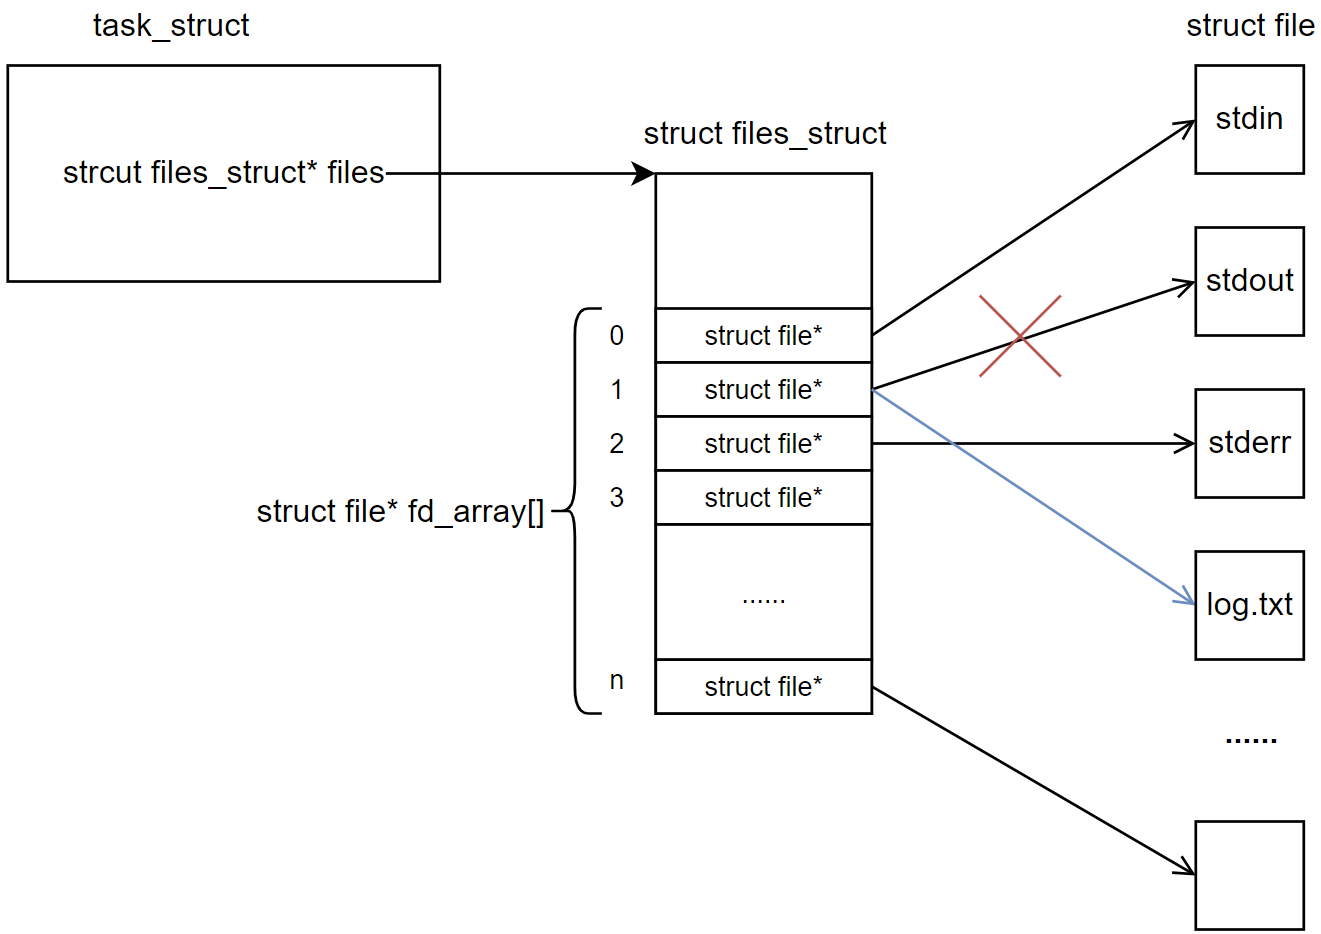 task_struct
struct file
strcut files_struct* files
struct files_struct
stdin
stdout
stderr
log.txt
......
0
struct file*
1
struct file*
2
struct file*
3
struct file*
struct file* fd_array[]
......
n
struct file*